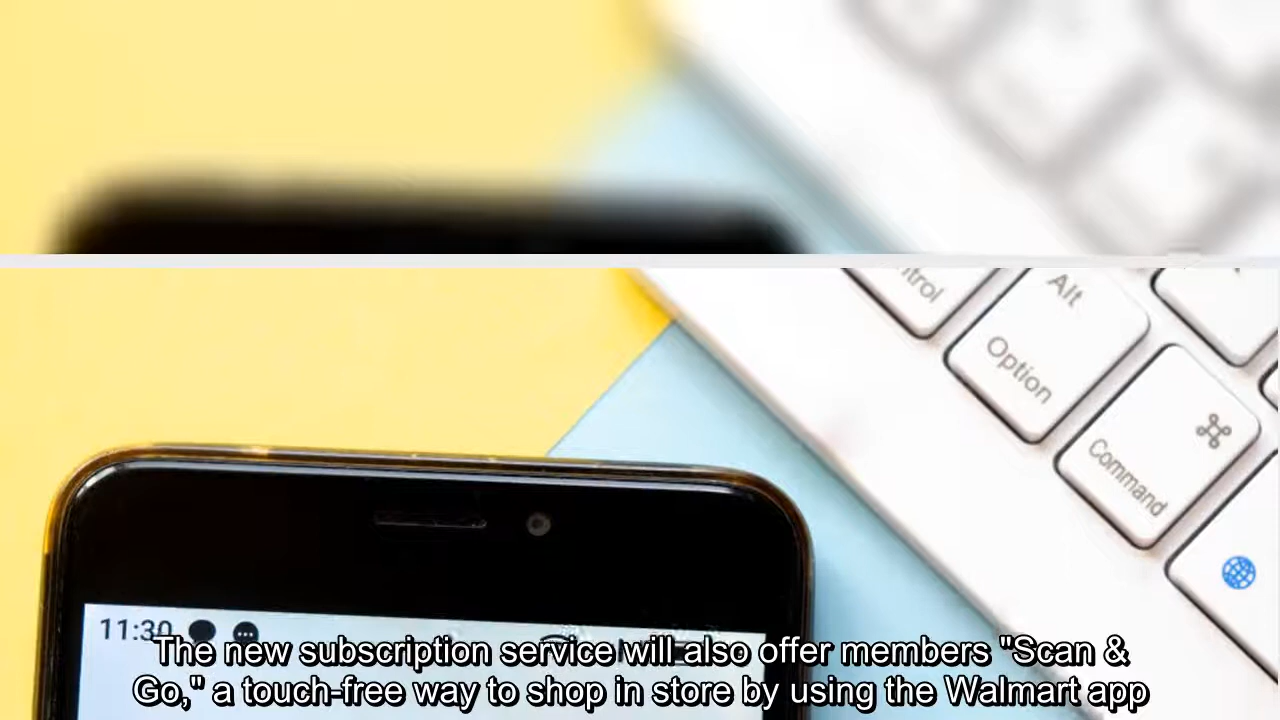 Alt
Option
⌘
Command
11:30
The new subscription service will also offer members "Scan &
Go," a touch-free way to shop in store by using the Walmart app